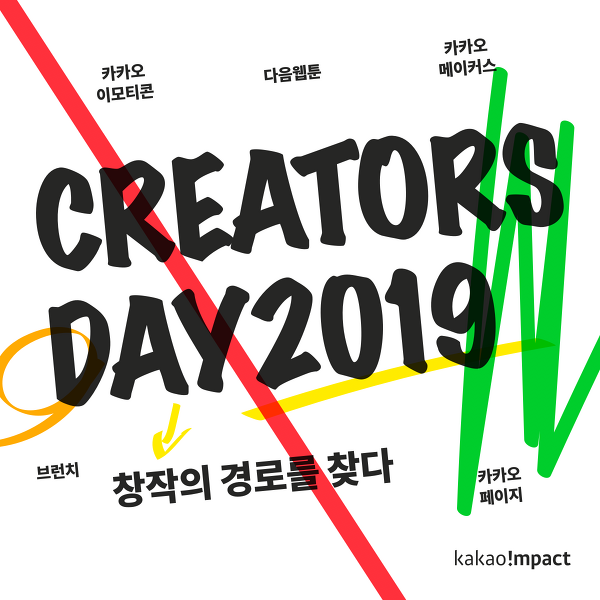 카카오
이모티콘
다음웹툰
카카오
메이커스
CREATORS
DAY2019
브런치
창작의 경로를 찾다
카카오
페이지
kakao!mpact